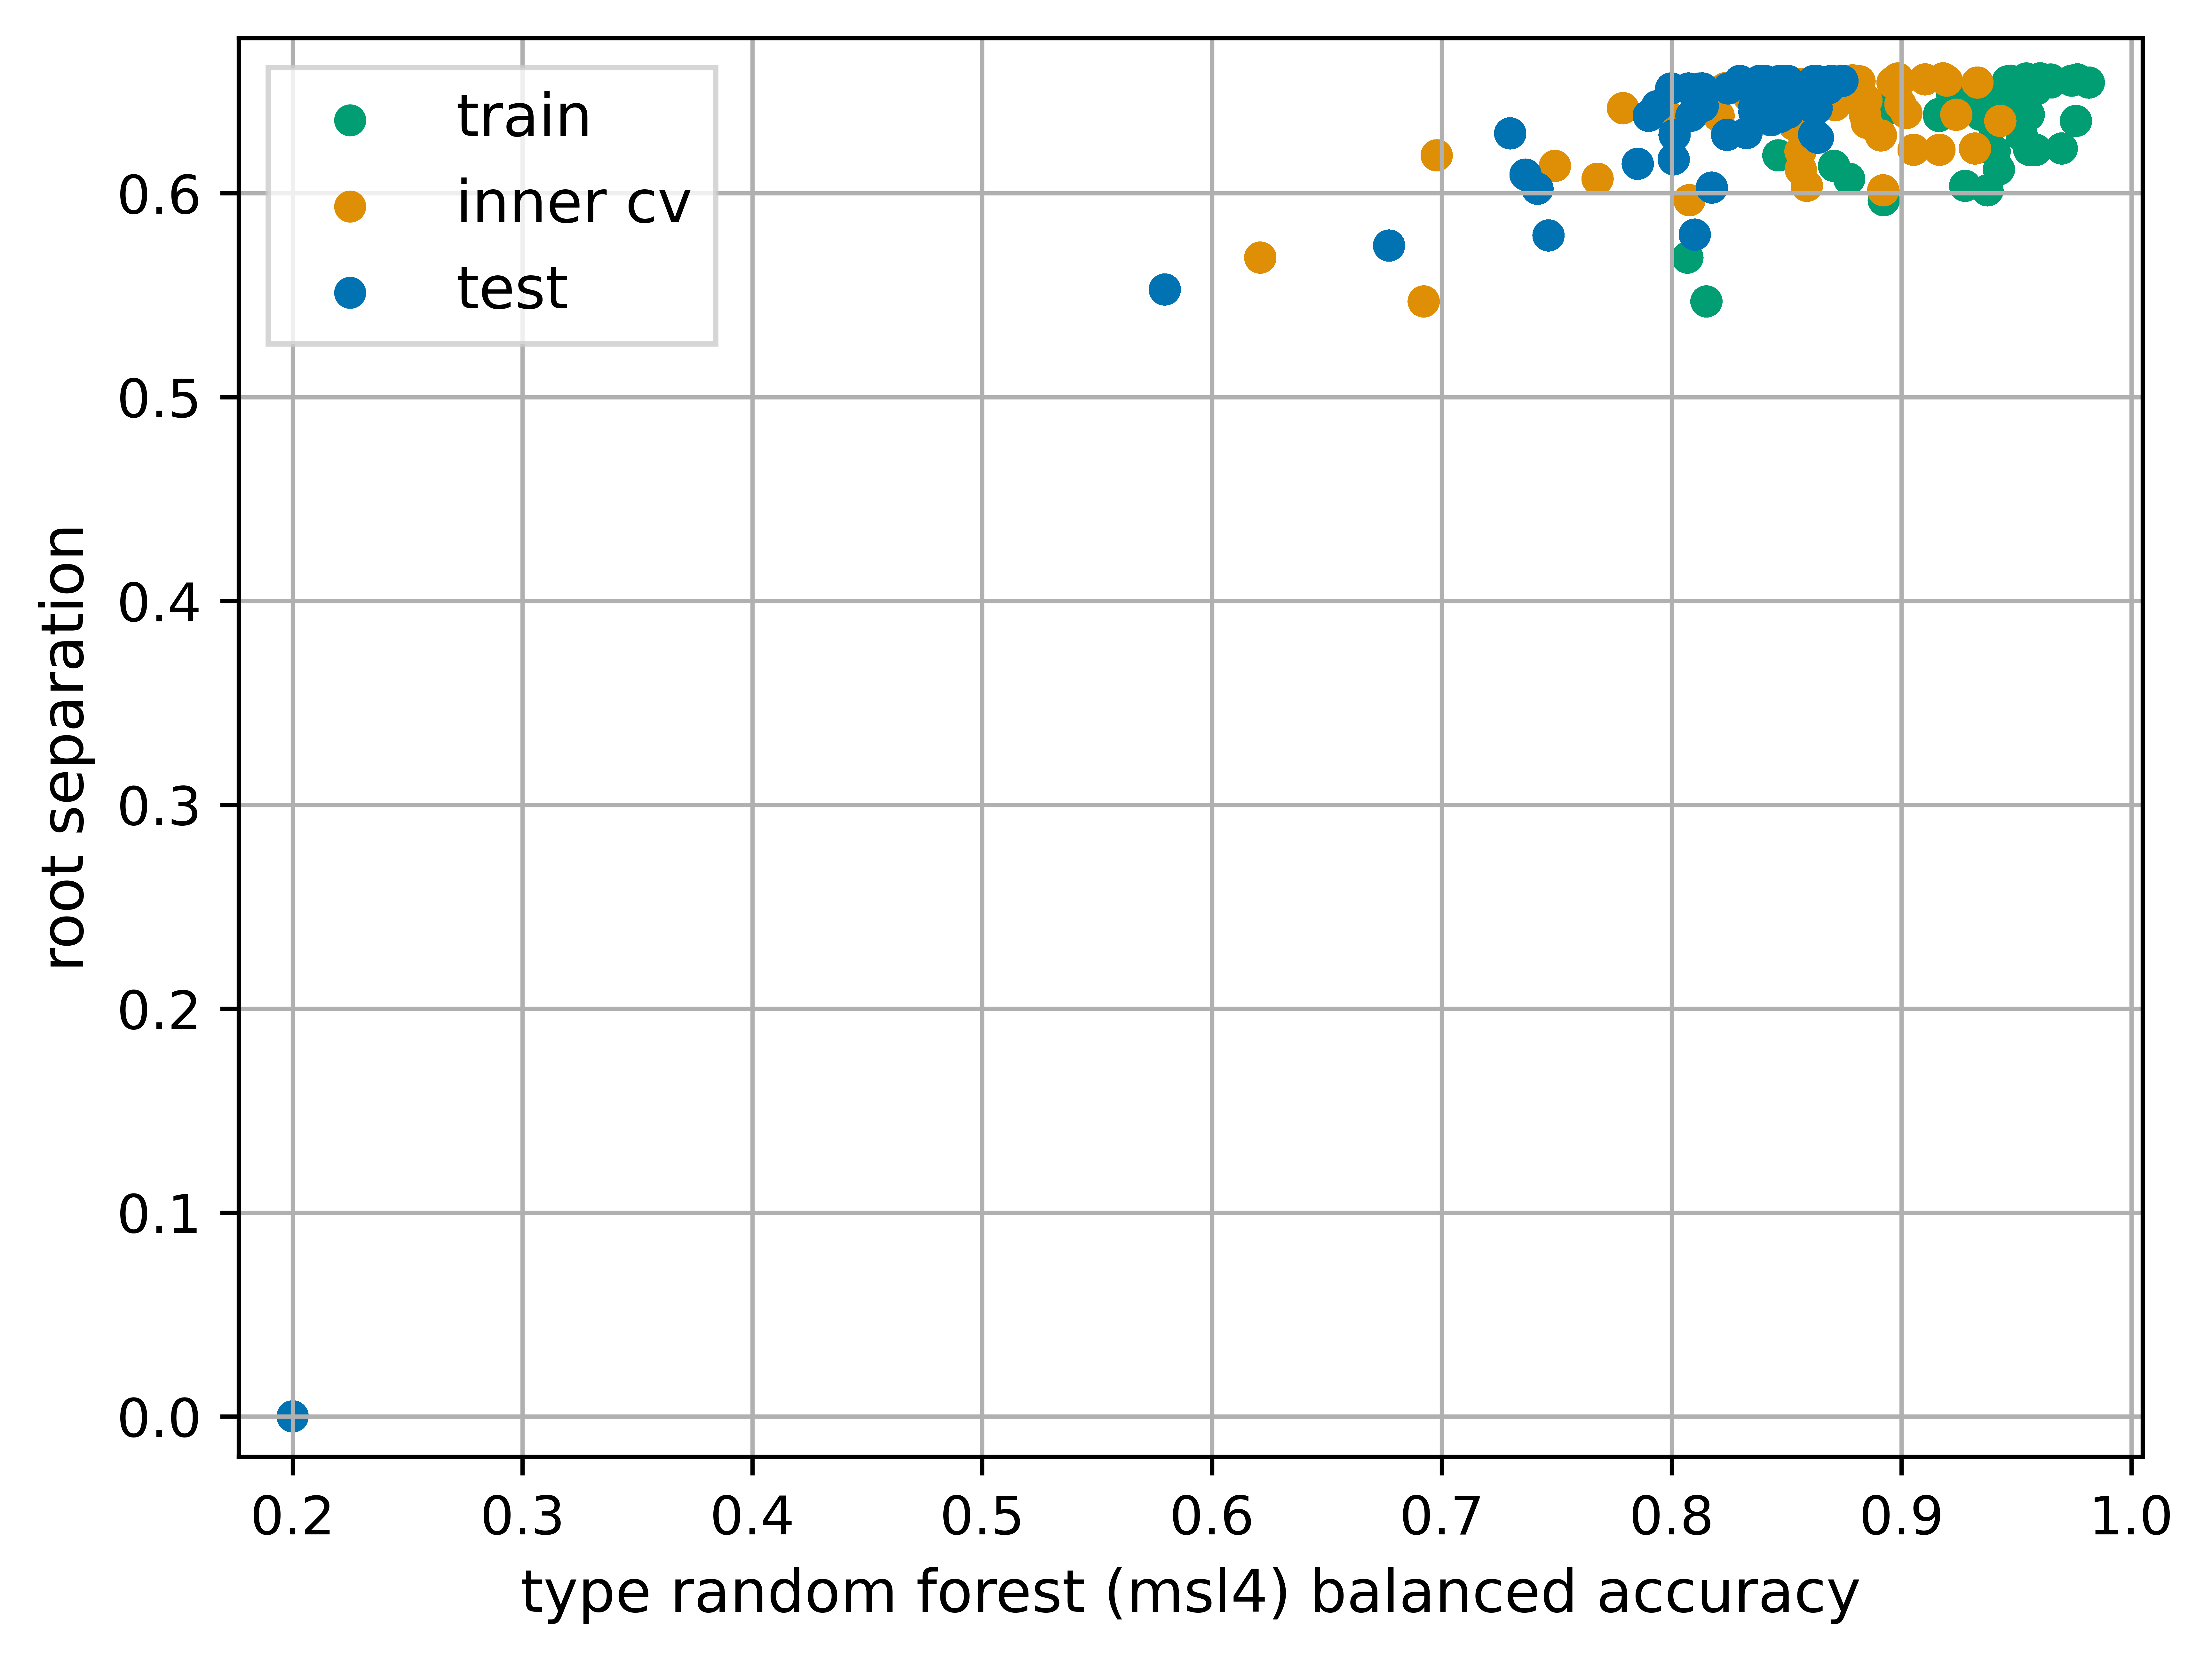 train
inner cv
test
root separation
0.6
0.5
0.4
0.3
0.2
0.1
0.0
0.2 0.3 0.4 0.5 0.6 0.7 0.8 0.9 1.0
type random forest (msl4) balanced accuracy